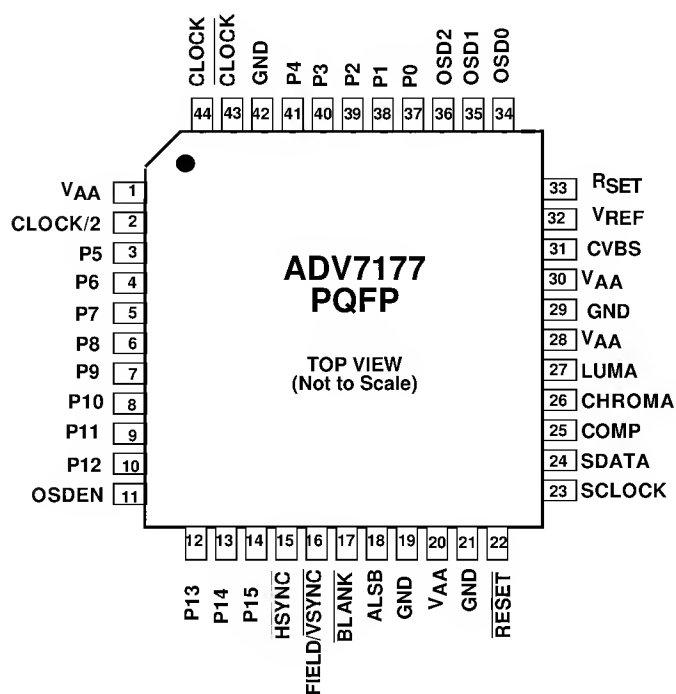 CLOCK
CLOCK
GND
P4
P3
P2
P1
P0
OSD2
OSD1
OSD0
44 43 42 41 40 39 38 37 36 35 34
VAA 1
CLOCK/2 2
P5 3
P6 4
P7 5
P8 6
P9 7
P10 8
P11 9
P12 10
OSDEN 11
ADV7177
PQFP
TOP VIEW
(Not to Scale)
33 RSET
32 VREF
31 CVBS
30 VAA
29 GND
28 VAA
27 LUMA
26 CHROMA
25 COMP
24 SDATA
23 SCLOCK
12 13 14 15 16 17 18 19 20 21 22
P13
P14
P15
HSYNC
FIELD/VSYNC
BLANK
ALSB
GND
VAA
GND
RESET